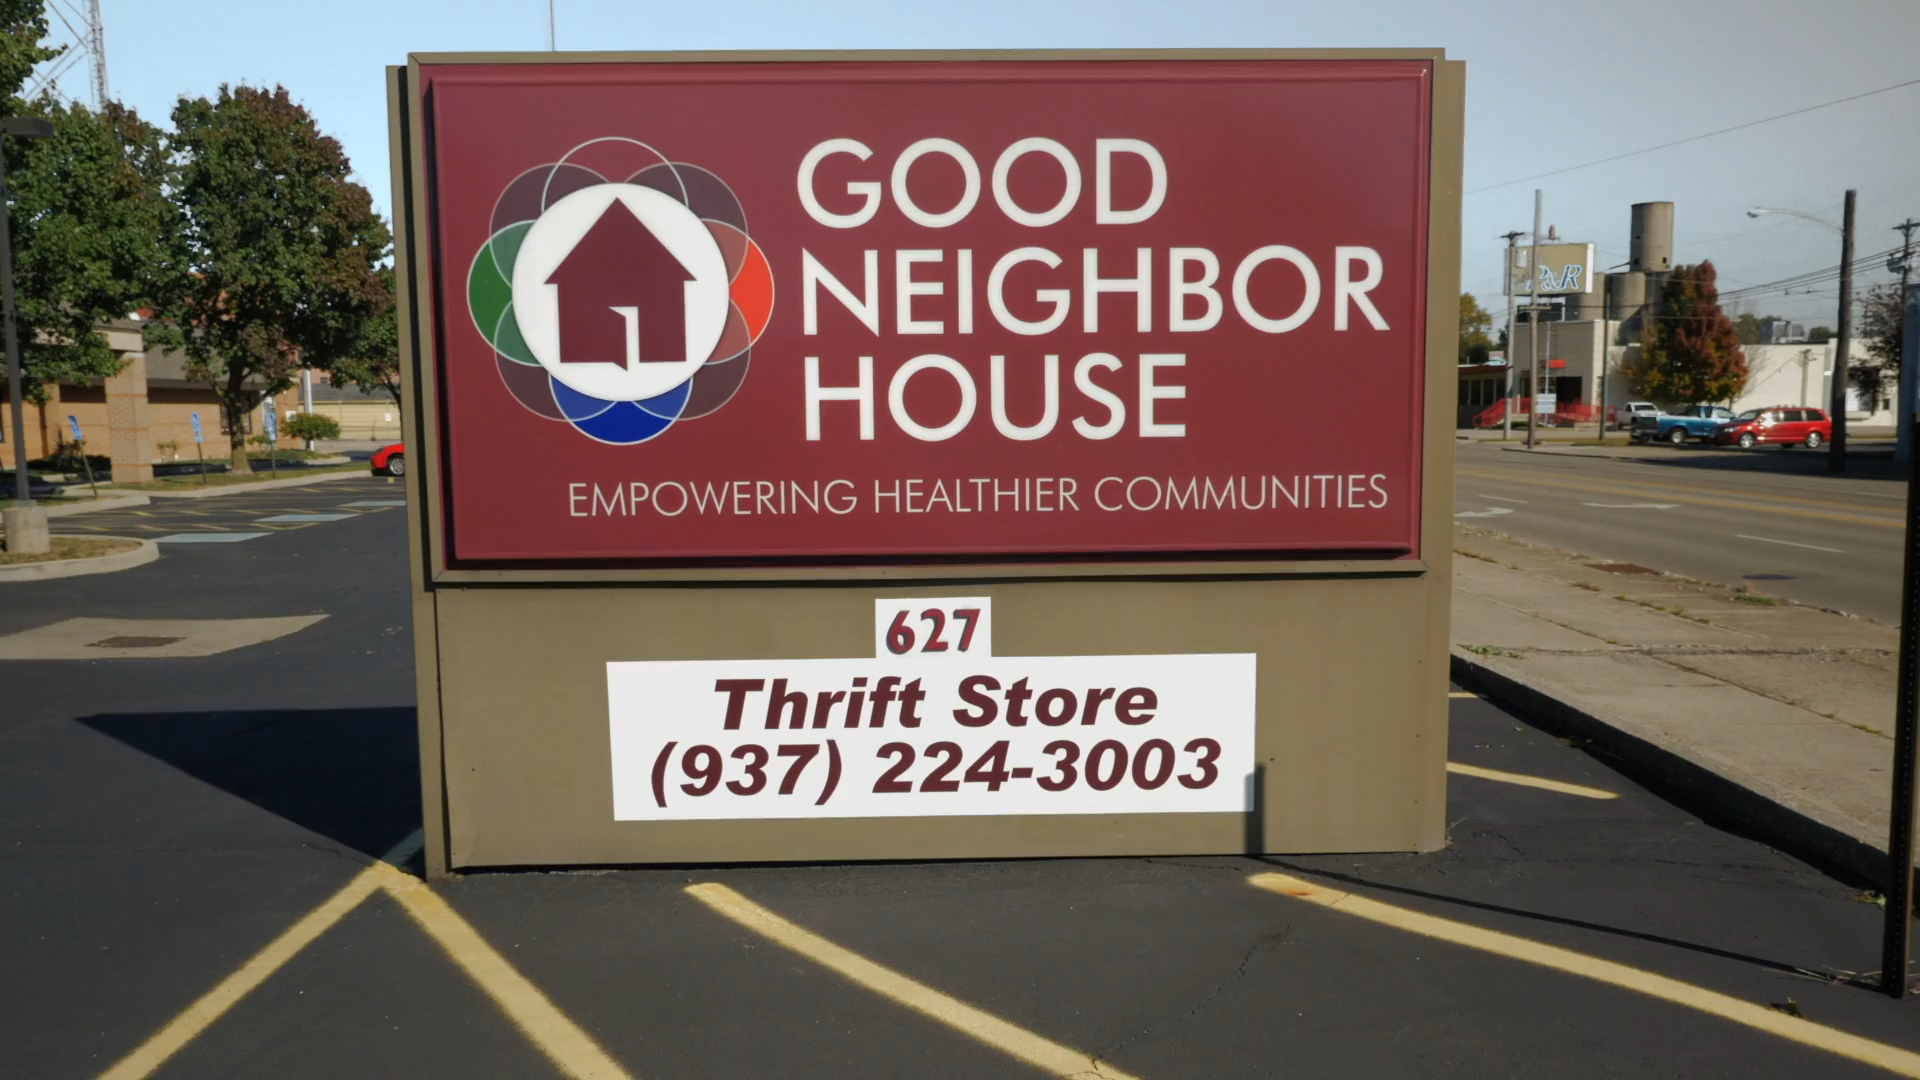 GOOD
NEIGHBOR
HOUSE
EMPOWERING HEALTHIER COMMUNITIES
627
Thrift Store
(937) 224-3003
P&R